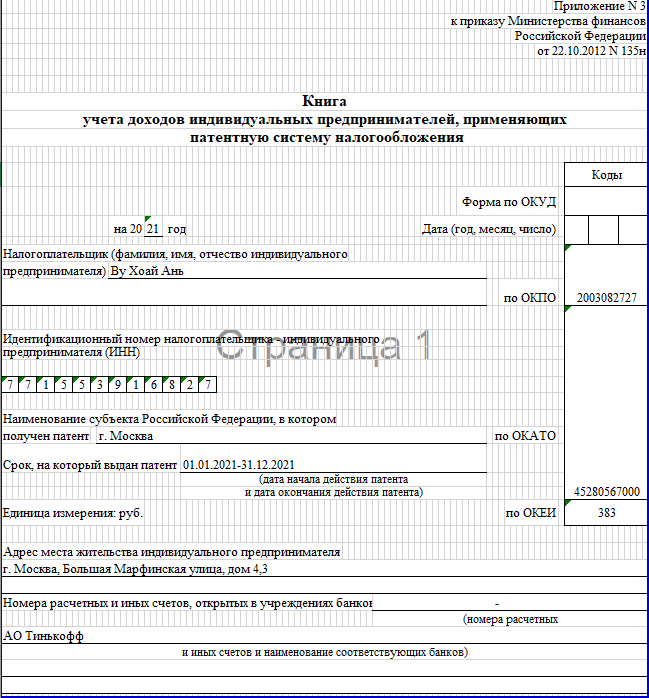 Приложение N 3
к приказу Министерства финансов
Российской Федерации
от 22.10.2012 N 135н
Книга
учета доходов индивидуальных предпринимателей, применяющих
патентную систему налогообложения
Коды
Форма по ОКУД
на 20 21 год Дата (год, месяц, число)
Налогоплательщик (фамилия, имя, отчество индивидуального
предпринимателя) Ву Хоай Ань
по ОКПО 2003082727
Страница 1
Идентификационный номер налогоплательщика - индивидуального
предпринимателя (ИНН)
7 7 1 5 5 3 9 1 6 8 2 7
Наименование субъекта Российской Федерации, в котором
получен патент г. Москва по ОКАТО
Срок, на который выдан патент 01.01.2021-31.12.2021
(дата начала действия патента
и дата окончания действия патента) 45280567000
Единица измерения: руб. по ОКЕИ 383
Адрес места жительства индивидуального предпринимателя
г. Москва, Большая Марфинская улица, дом 4,3
Номера расчетных и иных счетов, открытых в учреждениях банков -
(номера расчетных
АО Тинькофф
и иных счетов и наименование соответствующих банков)